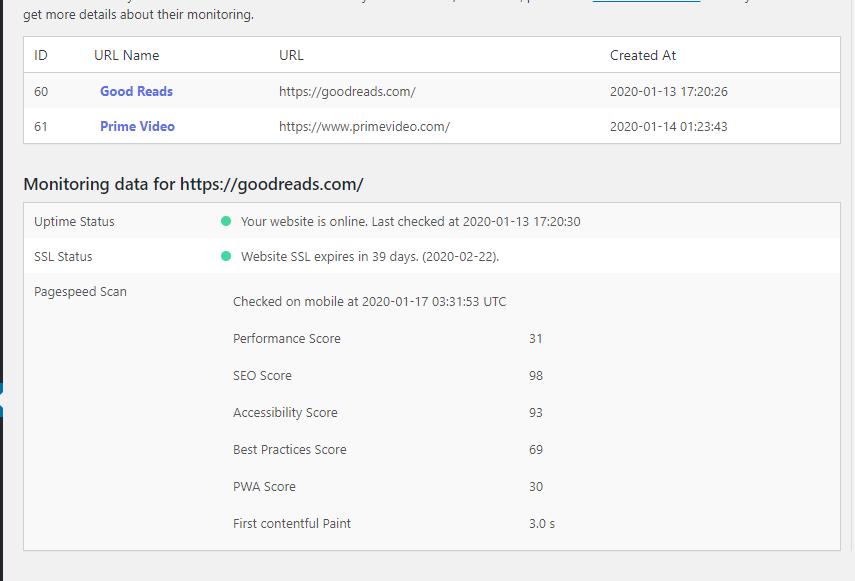 get more details about their monitoring.
ID URL Name URL Created At
60 Good Reads https://goodreads.com/ 2020-01-13 17:20:26
61 Prime Video https://www.primevideo.com/ 2020-01-14 01:23:43
Monitoring data for https://goodreads.com/
Uptime Status Your website is online. Last checked at 2020-01-13 17:20:30
SSL Status Website SSL expires in 39 days. (2020-02-22).
Pagespeed Scan
Checked on mobile at 2020-01-17 03:31:53 UTC
Performance Score 31
SEO Score 98
Accessibility Score 93
Best Practices Score 69
PWA Score 30
First contentful Paint 3.0 s